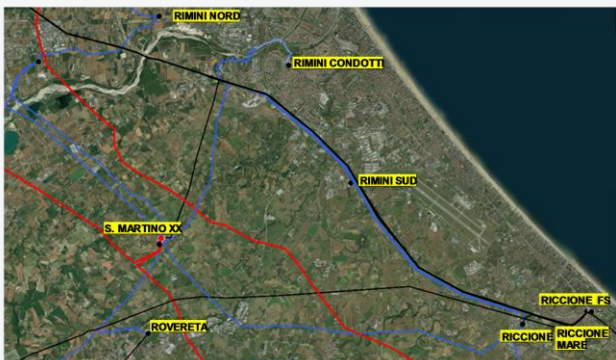 RIMINI NORD
RIMINI CONDOTTI
RIMINI SUD
S. MARTINO XX
RICCIONE FS
RICCIONE
RICCIONE
MARE
ROVERETA